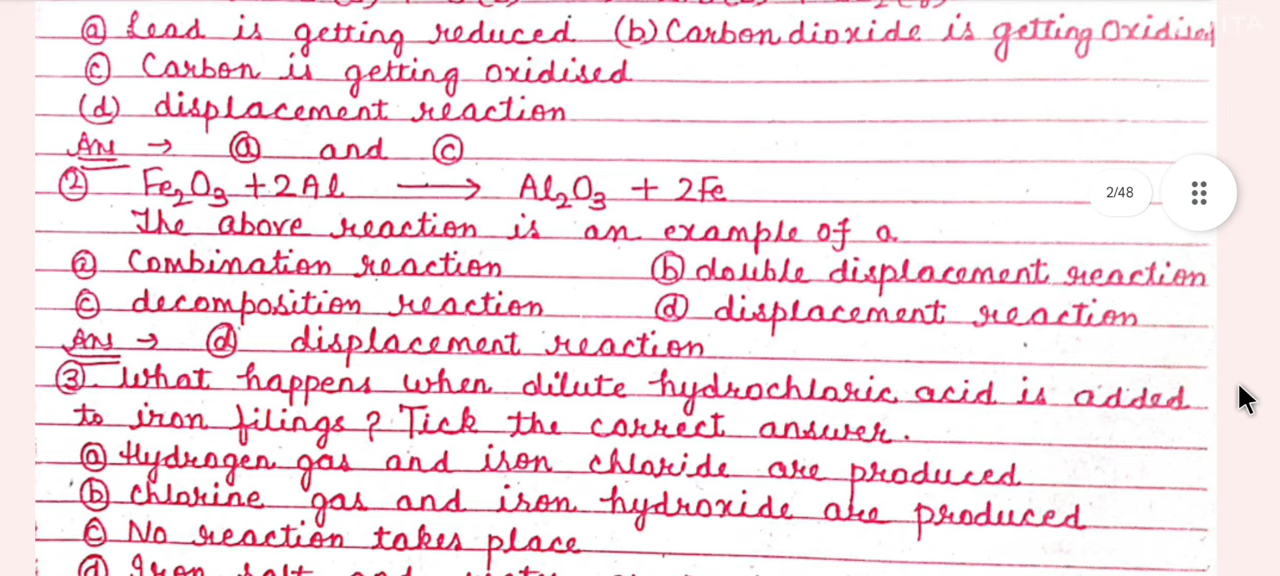 ⓐ Lead is getting reduced (b) Carbon dioxide is getting Oxidised
ⓒ Carbon is getting oxidised
(d) displacement reaction
Ans → ⓐ and ⓒ
② Fe₂O₃ + 2Al ⟶ Al₂O₃ + 2Fe
The above reaction is an example of a
ⓐ Combination reaction ⓑ double displacement reaction
ⓒ decomposition reaction ⓓ displacement reaction
Ans → ⓓ displacement reaction
③. What happens when dilute hydrochloric acid is added
to iron filings? Tick the correct answer.
ⓐ Hydrogen gas and iron chloride are produced
ⓑ chlorine gas and iron hydroxide are produced
ⓒ No reaction takes place
ⓓ Iron salt and
2/48